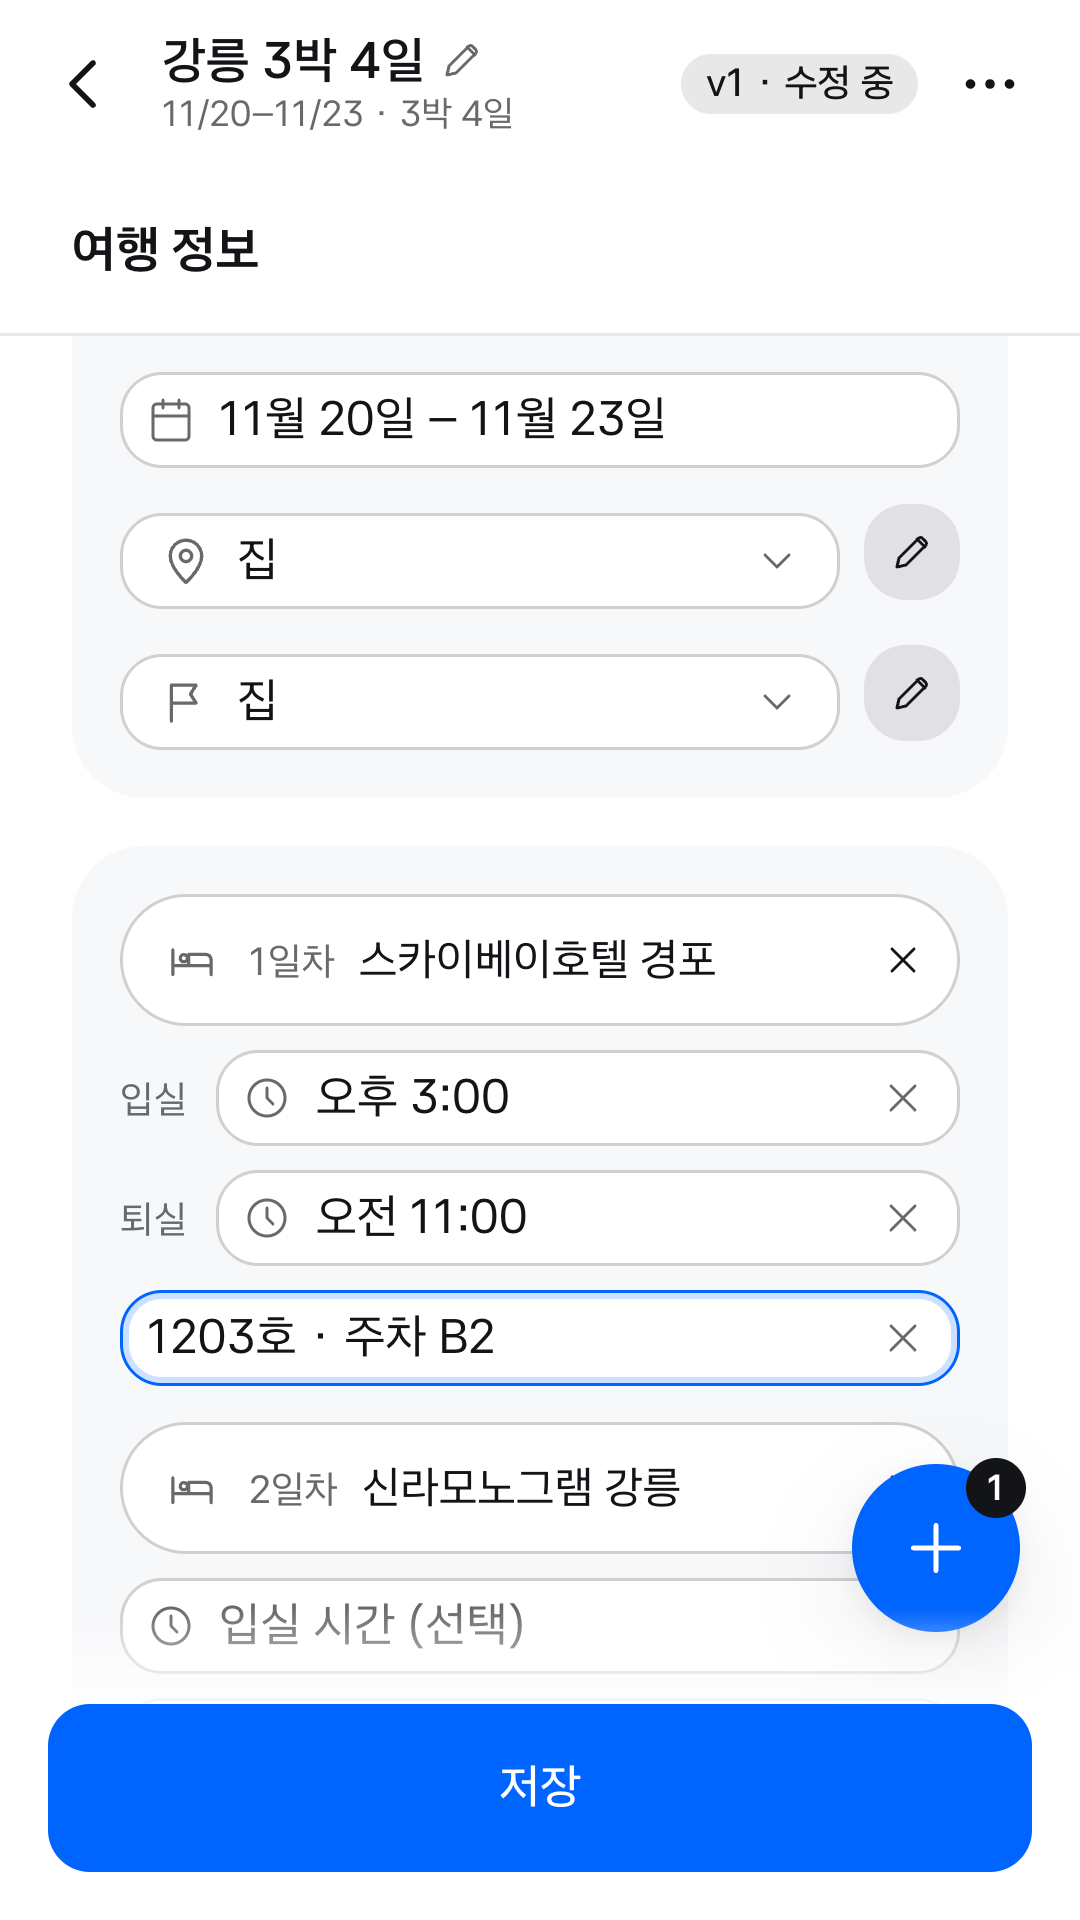 강릉 3박 4일
11/20–11/23 · 3박 4일
v1 · 수정 중
여행 정보
11월 20일 – 11월 23일
집
집
1일차 스카이베이호텔 경포
입실 오후 3:00
퇴실 오전 11:00
1203호 · 주차 B2
2일차 신라모노그램 강릉
1
입실 시간 (선택)
저장